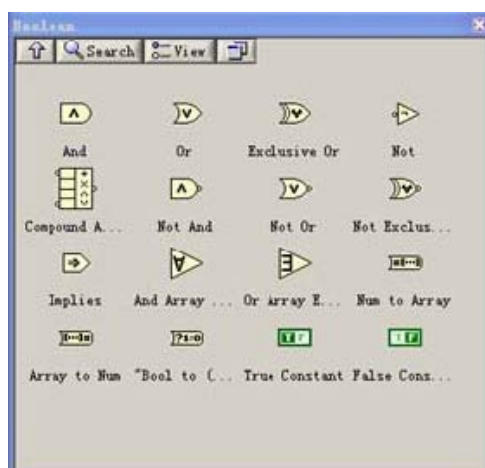 Boolean
Search View
And Or Exclusive Or Not
Compound A... Not And Not Or Not Exclus...
Implies And Array ... Or Array E... Num to Array
Array to Num "Bool to (... True Constant False Cons...